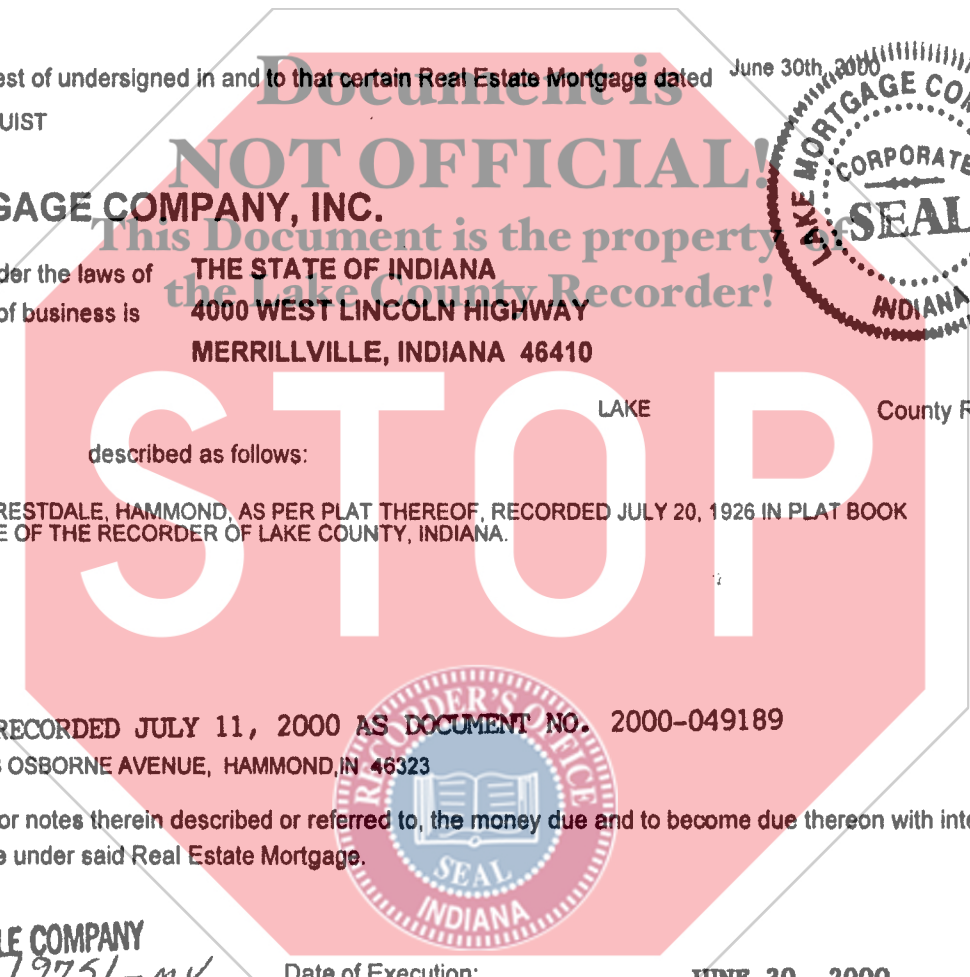 est of undersigned in and to that certain Real Estate Mortgage dated June 30th, 2000
Document is
UIST
NOT OFFICIAL!
GAGE COMPANY, INC.
This Document is the property of
der the laws of THE STATE OF INDIANA
the Lake County Recorder!
of business is 4000 WEST LINCOLN HIGHWAY
MERRILLVILLE, INDIANA 46410
LAKE MORTGAGE COM
CORPORATE
SEAL
INDIANA
STOP
LAKE County R
described as follows:
RESTDALE, HAMMOND, AS PER PLAT THEREOF, RECORDED JULY 20, 1926 IN PLAT BOOK
E OF THE RECORDER OF LAKE COUNTY, INDIANA.
RECORDED JULY 11, 2000 AS DOCUMENT NO. 2000-049189
OSBORNE AVENUE, HAMMOND, IN 46323
or notes therein described or referred to, the money due and to become due thereon with inte
e under said Real Estate Mortgage.
RECORDER'S OFFICE
SEAL
INDIANA
LE COMPANY
Date of Execution: JUNE 30, 2000